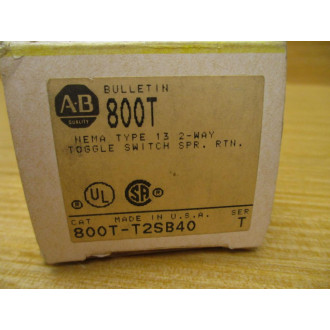 BULLETIN
A-B
QUALITY
800T
NEMA TYPE 13 2-WAY
TOGGLE SWITCH SPR. RTN.
UL
SA
MADE IN U.S.A.
CAT
SER
800T-T2SB40
T